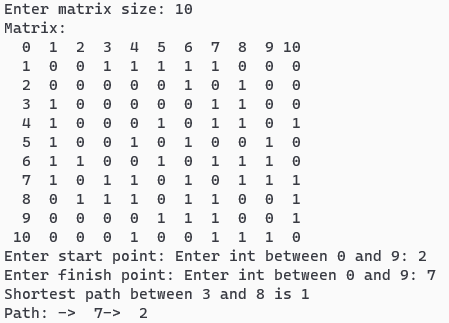 Enter matrix size: 10
Matrix:
0 1 2 3 4 5 6 7 8 9 10
1 0 0 1 1 1 1 1 0 0 0
2 0 0 0 0 0 1 0 1 0 0
3 1 0 0 0 0 0 1 1 0 0
4 1 0 0 0 1 0 1 1 0 1
5 1 0 0 1 0 1 0 0 1 0
6 1 1 0 0 1 0 1 1 1 0
7 1 0 1 1 0 1 0 1 1 1
8 0 1 1 1 0 1 1 0 0 1
9 0 0 0 0 1 1 1 0 0 1
10 0 0 0 1 0 0 1 1 1 0
Enter start point: Enter int between 0 and 9: 2
Enter finish point: Enter int between 0 and 9: 7
Shortest path between 3 and 8 is 1
Path: -> 7-> 2